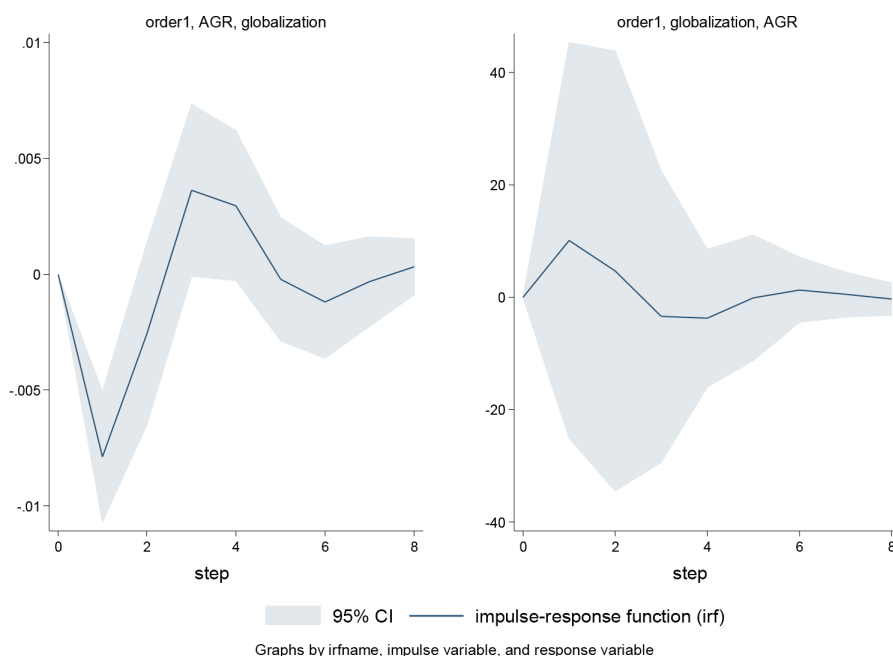 order1, AGR, globalization
order1, globalization, AGR
.01
.005
0
-.005
-.01
0 2 4 6 8
step
40
20
0
-20
-40
0 2 4 6 8
step
95% CI impulse-response function (irf)
Graphs by irfname, impulse variable, and response variable